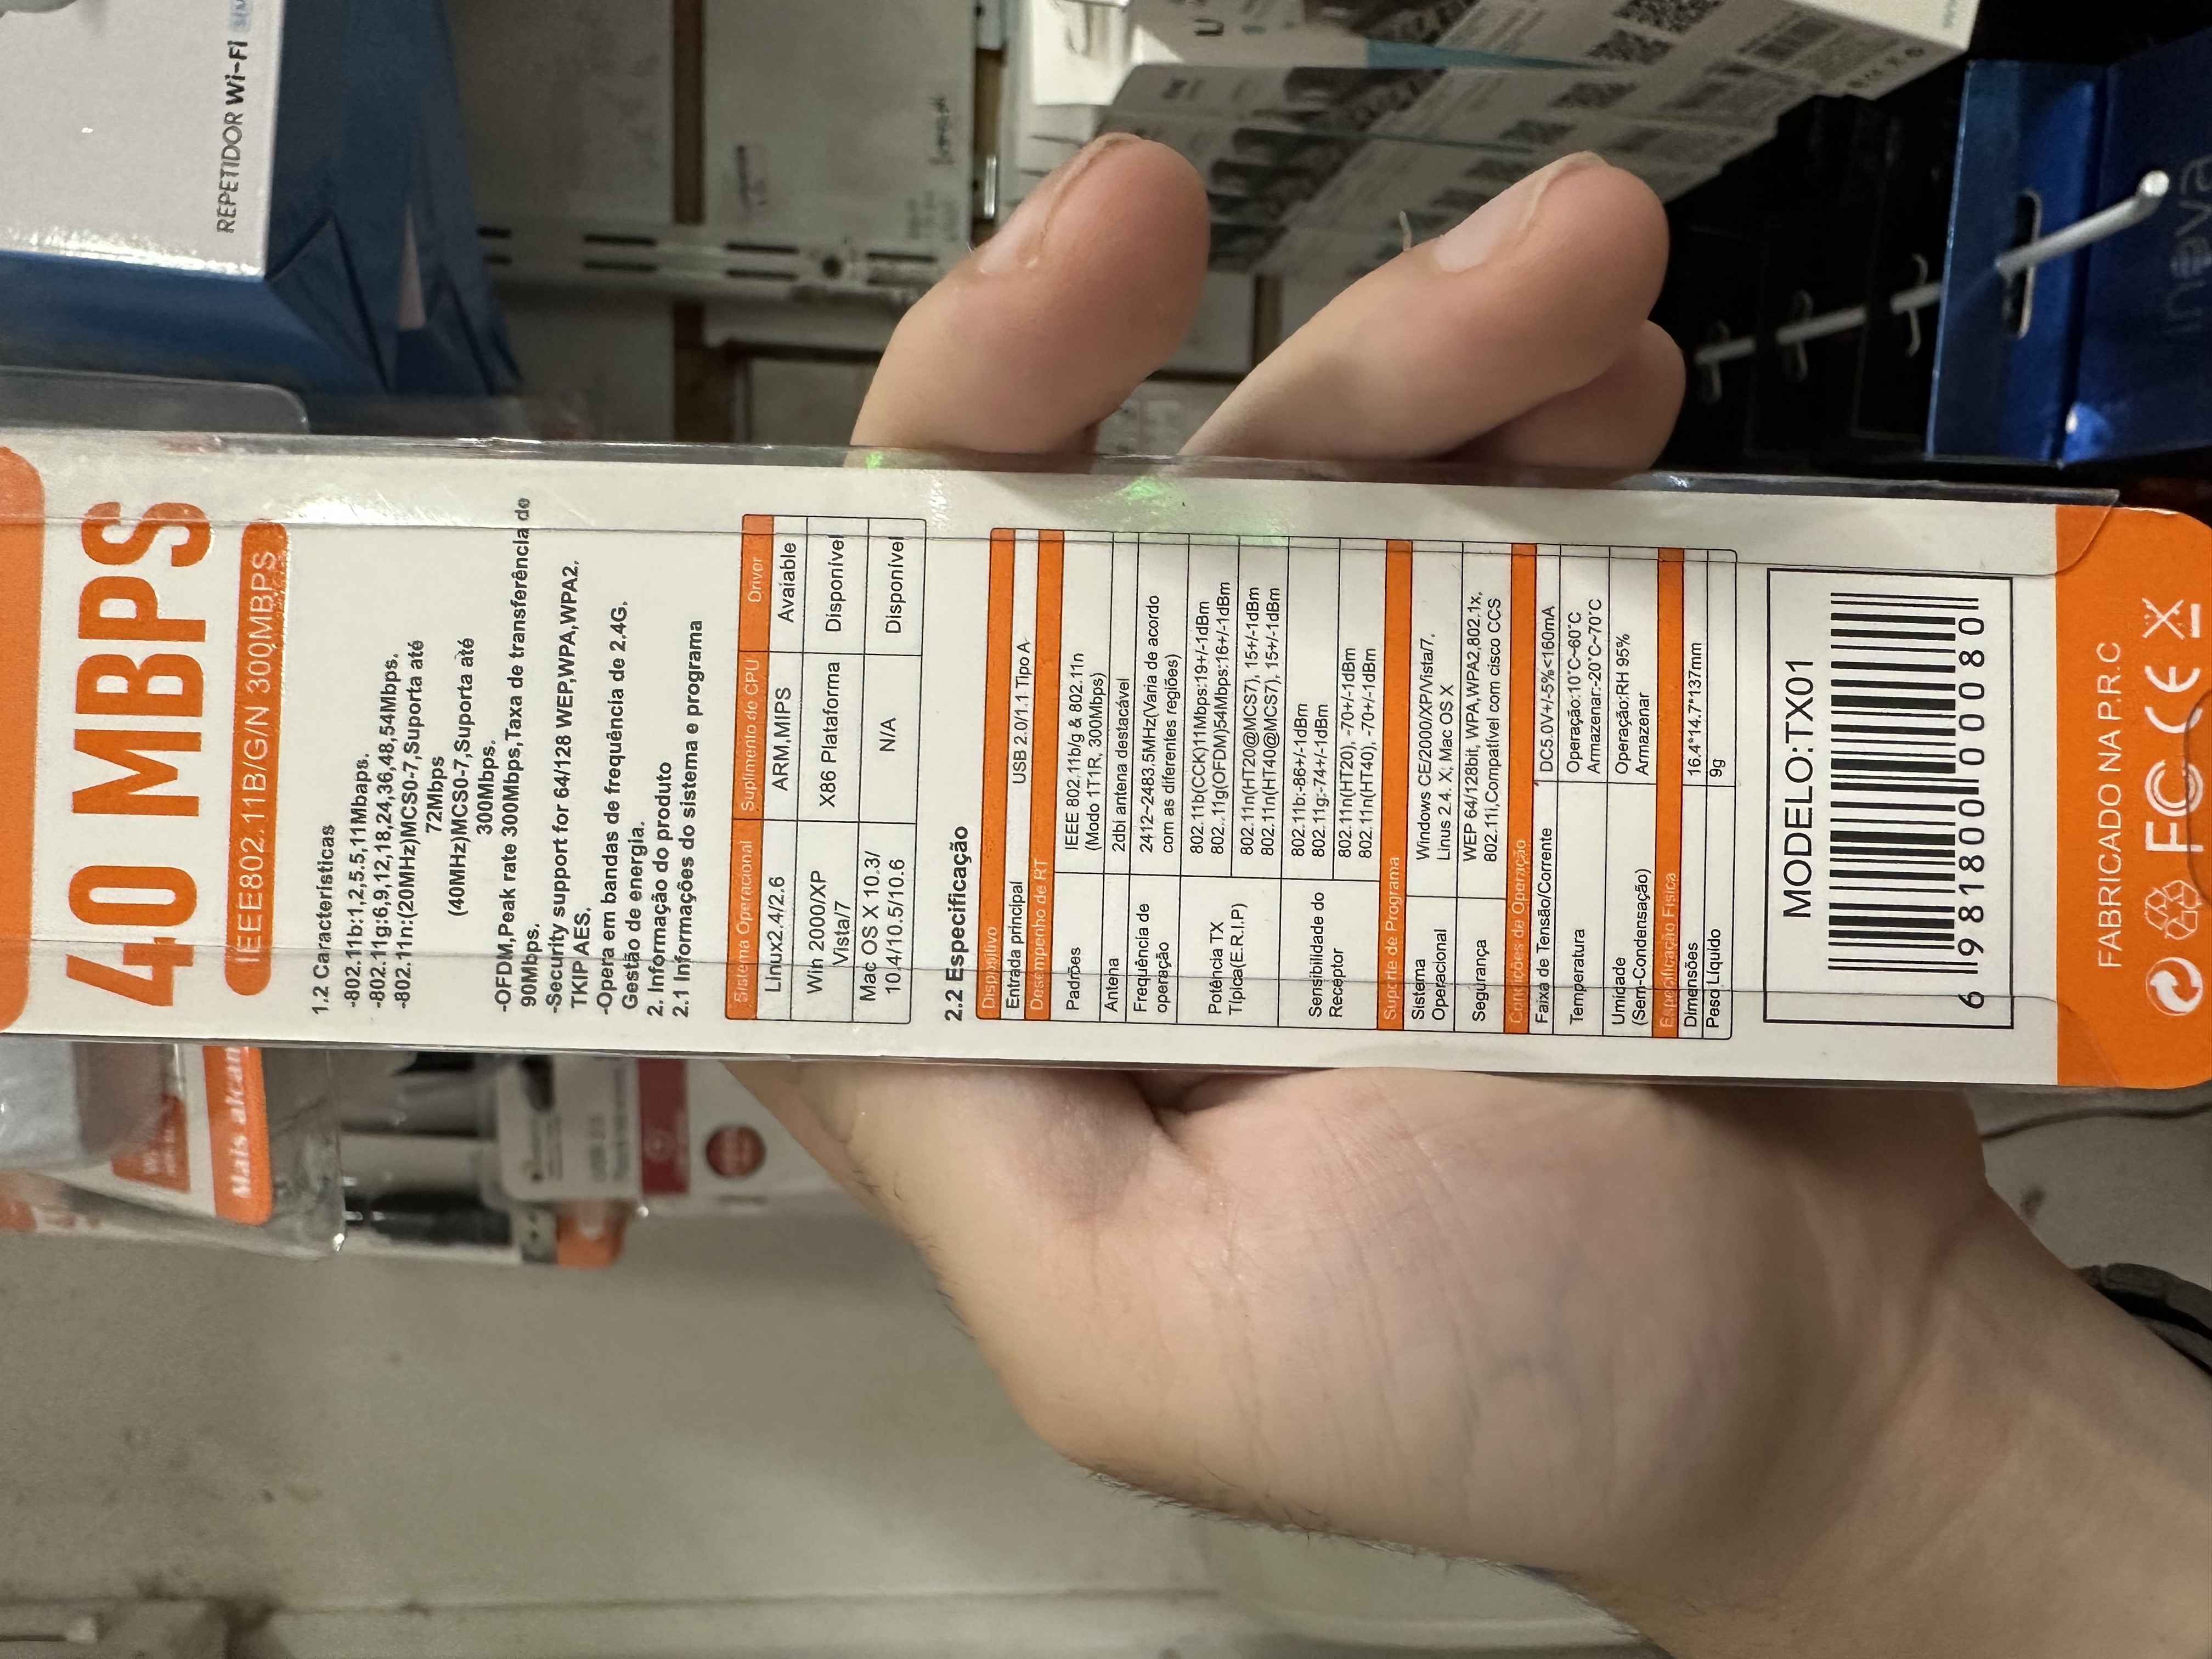 40 MBPS
IEEE802.11B/G/N 300MBPS
1.2 Características
-802.11b:1,2,5.5,11Mbaps.
-802.11g:6,9,12,18,24,36,48,54Mbps.
-802.11n:(20MHz)MCS0-7,Suporta até
72Mbps
(40MHz)MCS0-7,Suporta até
300Mbps.
-OFDM,Peak rate 300Mbps,Taxa de transferência de
90Mbps.
-Security support for 64/128 WEP,WPA,WPA2.
TKIP AES.
-Opera em bandas de frequência de 2.4G.
Gestão de energia.
2. Informação do produto
2.1 Informações do sistema e programa
Sistema Operacional Suplimento do CPU Driver
LInux2.4/2.6 ARM,MIPS Avaiable
Win 2000/XP X86 Plataforma Disponível
Vista/7
Mac OS X 10.3/ N/A Disponível
10.4/10.5/10.6
2.2 Especificação
Dispositivo
Entrada principal USB 2.0/1.1 Tipo A
Desempenho de RT
Padrões IEEE 802.11b/g & 802.11n
(Modo 1T1R, 300Mbps)
Antena 2dbi antena destacável
Frequência de 2412~2483.5MHz(Varia de acordo
operação com as diferentes regiões)
Potência TX 802.11b(CCK)11Mbps:19+/-1dBm
TIpica(E.R.I.P) 802..11g(OFDM)54Mbps:16+/-1dBm
802.11n(HT20@MCS7), 15+/-1dBm
802.11n(HT40@MCS7), 15+/-1dBm
Sensibilidade do 802.11b:-86+/-1dBm
Receptor 802.11g:-74+/-1dBm
802.11n(HT20), -70+/-1dBm
802.11n(HT40), -70+/-1dBm
Suporte de Programa
Sistema Windows CE/2000/XP/Vista/7,
Operacional Linus 2.4. X; Mac OS X
Segurança WEP 64/128bit, WPA,WPA2,802.1x,
802.11i,Compatível com cisco CCS
Condições de Operação
Faixa de Tensão/Corrente DC5.0V+/-5%<160mA
Temperatura Operação:10°C~60°C
Armazenar:-20°C~70°C
Umidade Operação:RH 95%
(Sem-Condensação) Armazenar
Especificação Fisica
Dimensões 16.4*14.7*137mm
Peso Líquido 9g
MODELO:TX01
6 981800 000080
FABRICADO NA P.R.C
FC CE
REPETIDOR Wi-Fi
Mais alcan
inova